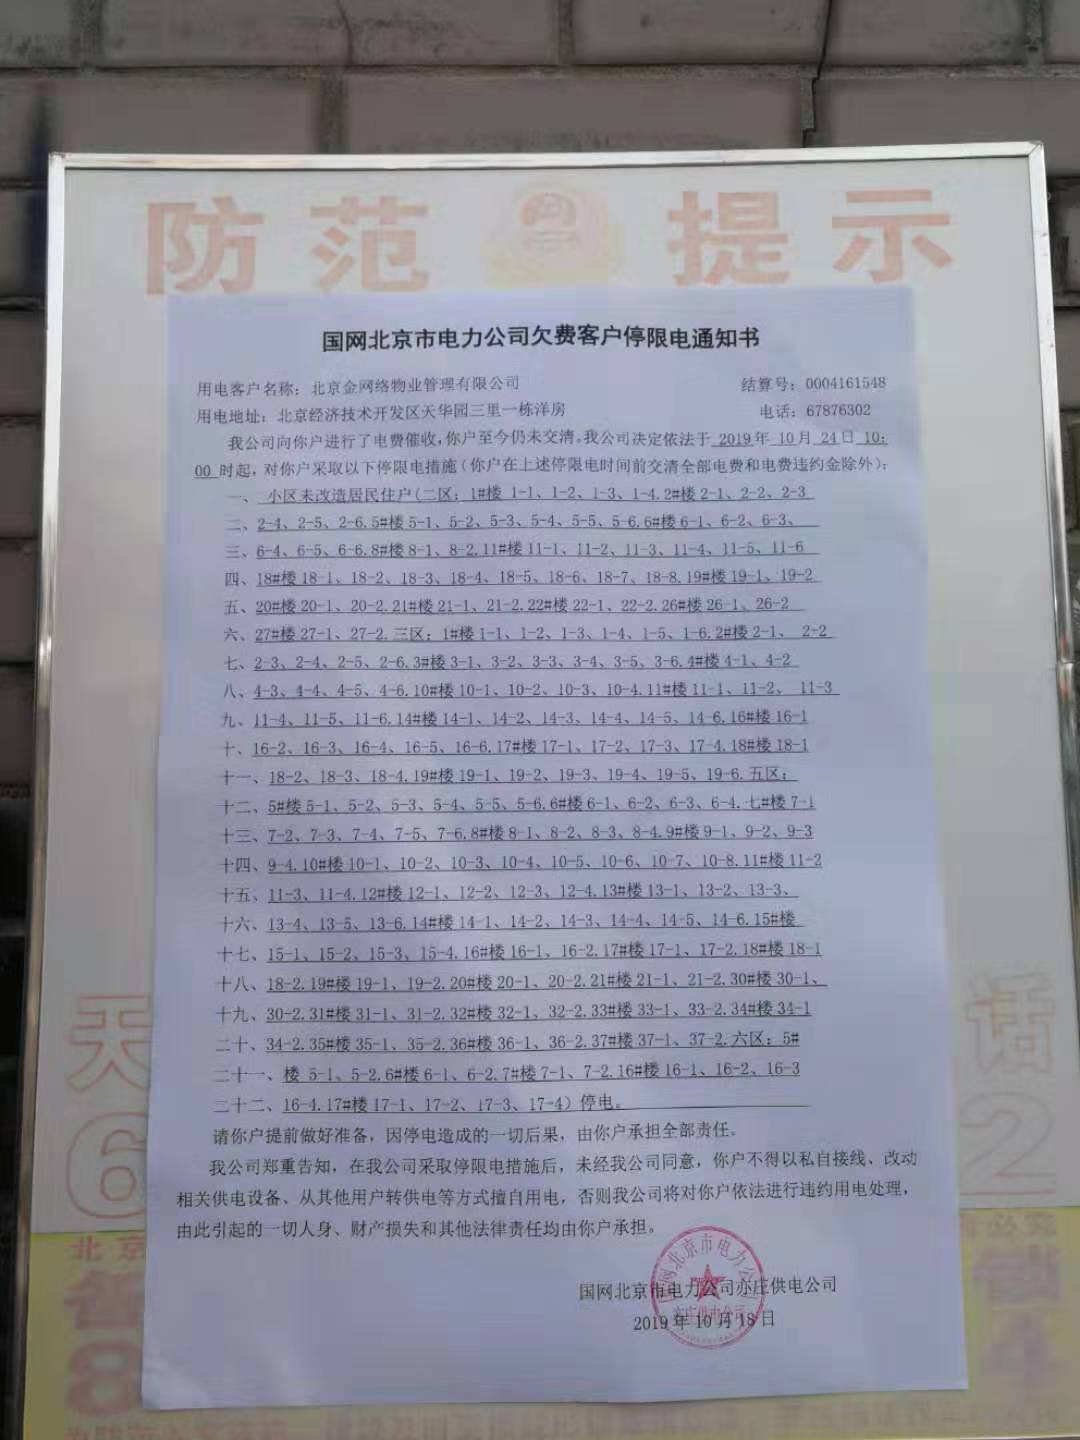 防范 提示
国网北京市电力公司欠费客户停限电通知书
用电客户名称：北京金网络物业管理有限公司 结算号：0004161548
用电地址：北京经济技术开发区天华园三里一栋洋房 电话：67876302
我公司向你户进行了电费催收，你户至今仍未交清。我公司决定依法于 2019 年 10 月 24 日 10：
00 时起，对你户采取以下停限电措施（你户在上述停限电时间前交清全部电费和电费违约金除外）：
一、 小区未改造居民住户(二区：1#楼 1-1、1-2、1-3、1-4.2#楼 2-1、2-2、2-3
二、2-4、2-5、2-6.5#楼 5-1、5-2、5-3、5-4、5-5、5-6.6#楼 6-1、6-2、6-3、
三、6-4、6-5、6-6.8#楼 8-1、8-2.11#楼 11-1、11-2、11-3、11-4、11-5、11-6
四、18#楼 18-1、18-2、18-3、18-4、18-5、18-6、18-7、18-8.19#楼 19-1、19-2
五、20#楼 20-1、20-2.21#楼 21-1、21-2.22#楼 22-1、22-2.26#楼 26-1、26-2
六、27#楼 27-1、27-2.三区：1#楼 1-1、1-2、1-3、1-4、1-5、1-6.2#楼 2-1、 2-2
七、2-3、2-4、2-5、2-6.3#楼 3-1、3-2、3-3、3-4、3-5、3-6.4#楼 4-1、4-2
八、4-3、4-4、4-5、4-6.10#楼 10-1、10-2、10-3、10-4.11#楼 11-1、11-2、 11-3
九、11-4、11-5、11-6.14#楼 14-1、14-2、14-3、14-4、14-5、14-6.16#楼 16-1
十、16-2、16-3、16-4、16-5、16-6.17#楼 17-1、17-2、17-3、17-4.18#楼 18-1
十一、18-2、18-3、18-4.19#楼 19-1、19-2、19-3、19-4、19-5、19-6.五区：
十二、5#楼 5-1、5-2、5-3、5-4、5-5、5-6.6#楼 6-1、6-2、6-3、6-4.七#楼 7-1
十三、7-2、7-3、7-4、7-5、7-6.8#楼 8-1、8-2、8-3、8-4.9#楼 9-1、9-2、9-3
十四、9-4.10#楼 10-1、10-2、10-3、10-4、10-5、10-6、10-7、10-8.11#楼 11-2
十五、11-3、11-4.12#楼 12-1、12-2、12-3、12-4.13#楼 13-1、13-2、13-3、
十六、13-4、13-5、13-6.14#楼 14-1、14-2、14-3、14-4、14-5、14-6.15#楼
十七、15-1、15-2、15-3、15-4.16#楼 16-1、16-2.17#楼 17-1、17-2.18#楼 18-1
十八、18-2.19#楼 19-1、19-2.20#楼 20-1、20-2.21#楼 21-1、21-2.30#楼 30-1、
十九、30-2.31#楼 31-1、31-2.32#楼 32-1、32-2.33#楼 33-1、33-2.34#楼 34-1
二十、34-2.35#楼 35-1、35-2.36#楼 36-1、36-2.37#楼 37-1、37-2.六区：5#
二十一、楼 5-1、5-2.6#楼 6-1、6-2.7#楼 7-1、7-2.16#楼 16-1、16-2、16-3
二十二、16-4.17#楼 17-1、17-2、17-3、17-4）停电。
请你户提前做好准备，因停电造成的一切后果，由你户承担全部责任。
我公司郑重告知，在我公司采取停限电措施后，未经我公司同意，你户不得以私自接线、改动
相关供电设备、从其他用户转供电等方式擅自用电，否则我公司将对你户依法进行违约用电处理，
由此引起的一切人身、财产损失和其他法律责任均由你户承担。
国网北京市电力公司亦庄供电公司
2019 年 10 月 18 日
国网北京市电力公司
亦庄供电公司
天 话
6 2
北京
8 4